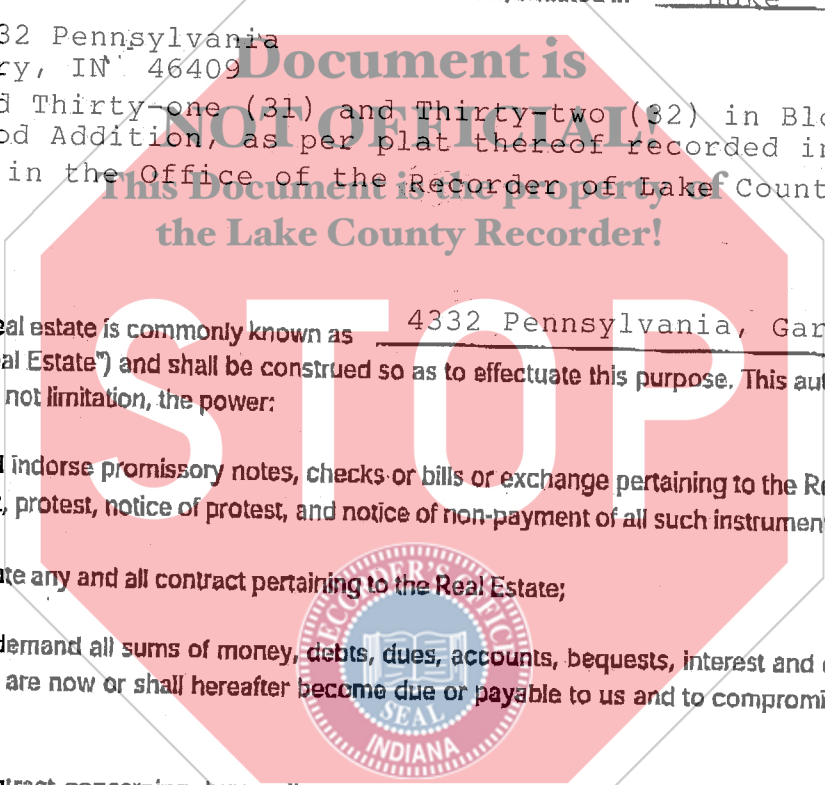 32 Pennsylvania
ry, IN 46409
Document is
d Thirty-one (31) and Thirty-two (32) in Blo
NOT OFFICIAL!
od Addition, as per plat thereof recorded in
in the Office of the Recorder of Lake Count
This Document is the property of
the Lake County Recorder!
STOP
eal estate is commonly known as 4332 Pennsylvania, Gar
al Estate") and shall be construed so as to effectuate this purpose. This aut
not limitation, the power:
indorse promissory notes, checks or bills or exchange pertaining to the Re
, protest, notice of protest, and notice of non-payment of all such instrumen
te any and all contract pertaining to the Real Estate;
demand all sums of money, debts, dues, accounts, bequests, interest and
are now or shall hereafter become due or payable to us and to compromi
RECORDER'S OFFICE
SEAL
INDIANA